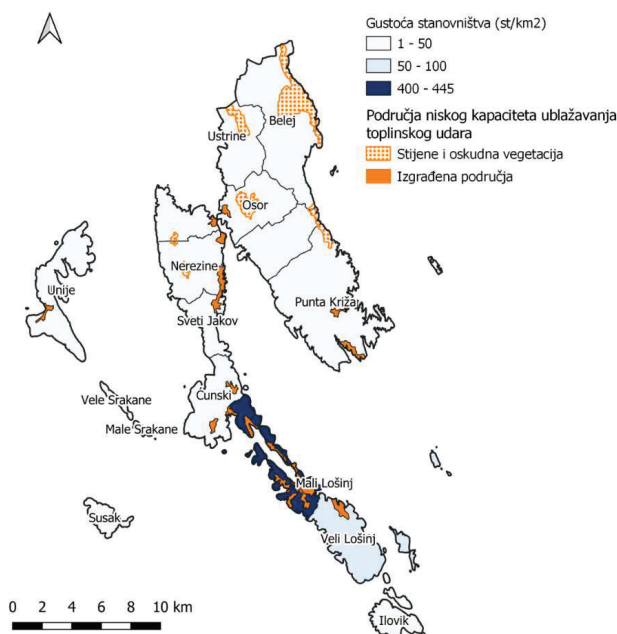 Gustoća stanovništva (st/km2)
1 - 50
50 - 100
400 - 445
Područja niskog kapaciteta ublažavanja
toplinskog udara
Stijene i oskudna vegetacija
Izgrađena područja
Belej
Ustrine
Osor
Nerezine
Unije
Punta Križa
Sveti Jakov
Ćunski
Vele Srakane
Male Srakane
Mali Lošinj
Susak
Veli Lošinj
Ilovik
0 2 4 6 8 10 km